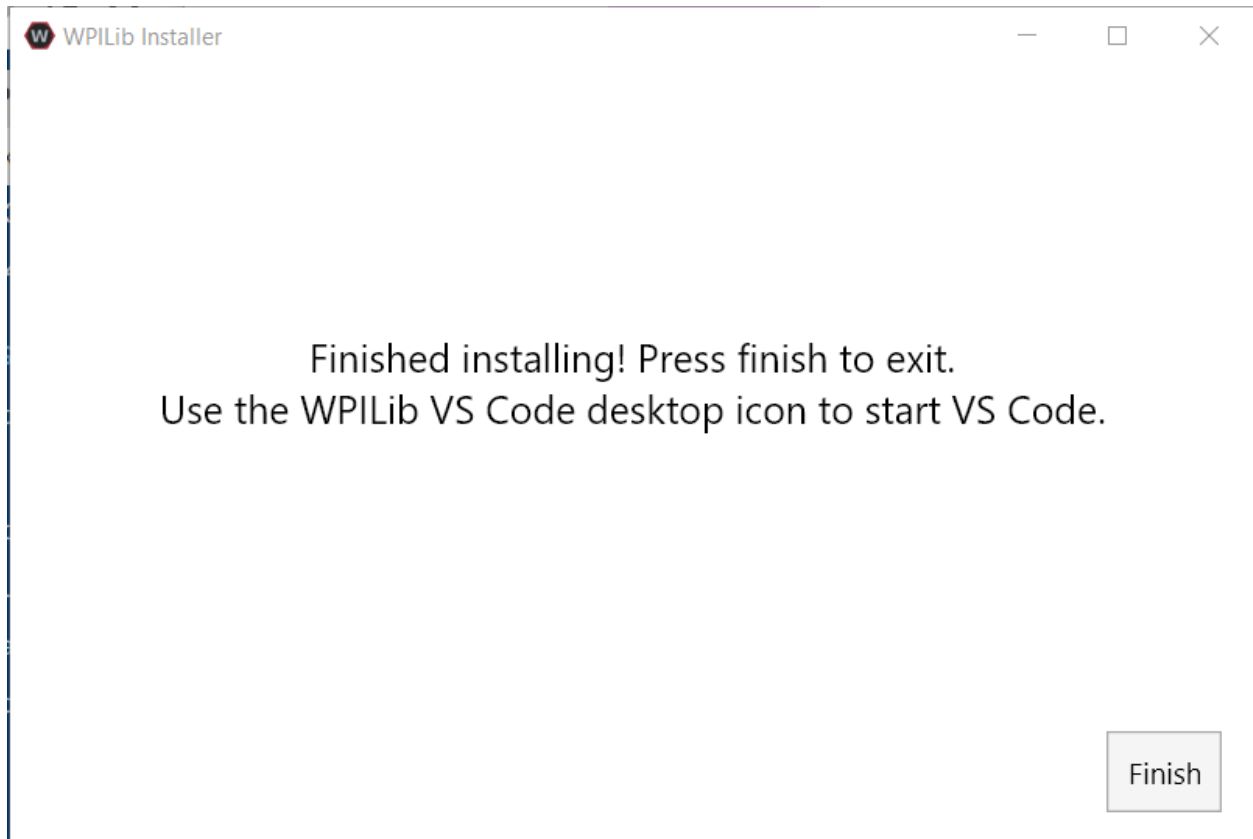 W WPILib Installer
Finished installing! Press finish to exit.
Use the WPILib VS Code desktop icon to start VS Code.
Finish